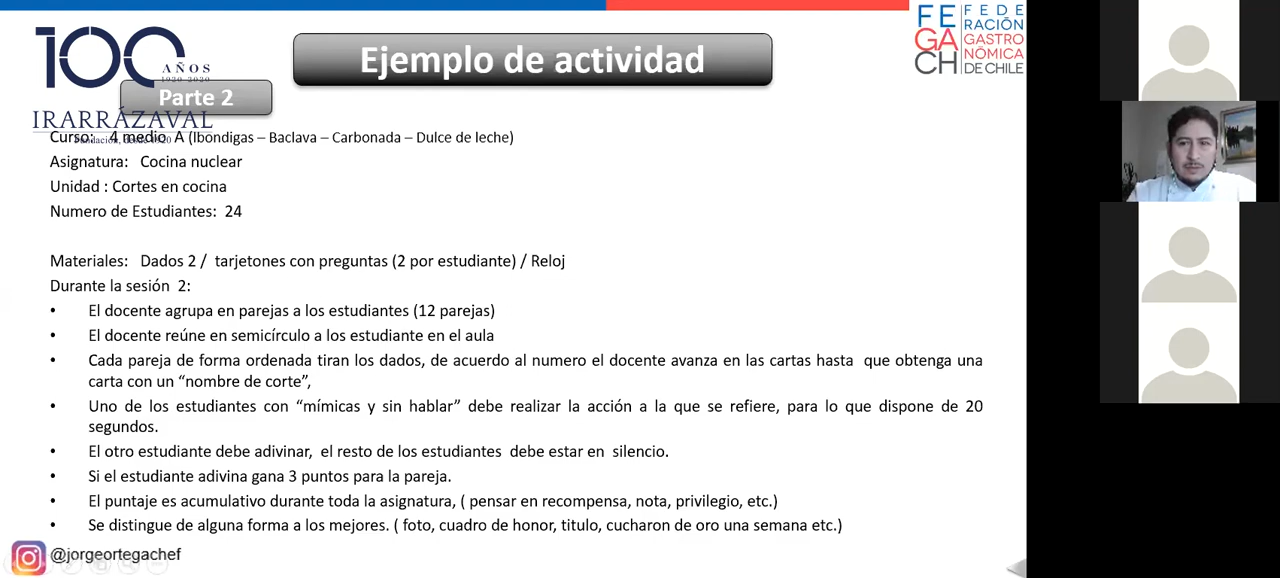 FE
GA
CH
FEDE
RACIÓN
GASTRO
NÓMICA
DE CHILE
100
AÑOS
1920-2020
Ejemplo de actividad
Parte 2
IRARRÁZAVAL
Fundación, desde 1920
Curso: 4 medio A (Ibondigas – Baclava – Carbonada – Dulce de leche)
Asignatura: Cocina nuclear
Unidad : Cortes en cocina
Numero de Estudiantes: 24
Materiales: Dados 2 / tarjetones con preguntas (2 por estudiante) / Reloj
Durante la sesión 2:
• El docente agrupa en parejas a los estudiantes (12 parejas)
• El docente reúne en semicírculo a los estudiante en el aula
• Cada pareja de forma ordenada tiran los dados, de acuerdo al numero el docente avanza en las cartas hasta que obtenga una
carta con un “nombre de corte”,
• Uno de los estudiantes con “mímicas y sin hablar” debe realizar la acción a la que se refiere, para lo que dispone de 20
segundos.
• El otro estudiante debe adivinar, el resto de los estudiantes debe estar en silencio.
• Si el estudiante adivina gana 3 puntos para la pareja.
• El puntaje es acumulativo durante toda la asignatura, ( pensar en recompensa, nota, privilegio, etc.)
• Se distingue de alguna forma a los mejores. ( foto, cuadro de honor, titulo, cucharon de oro una semana etc.)
@jorgeortegachef